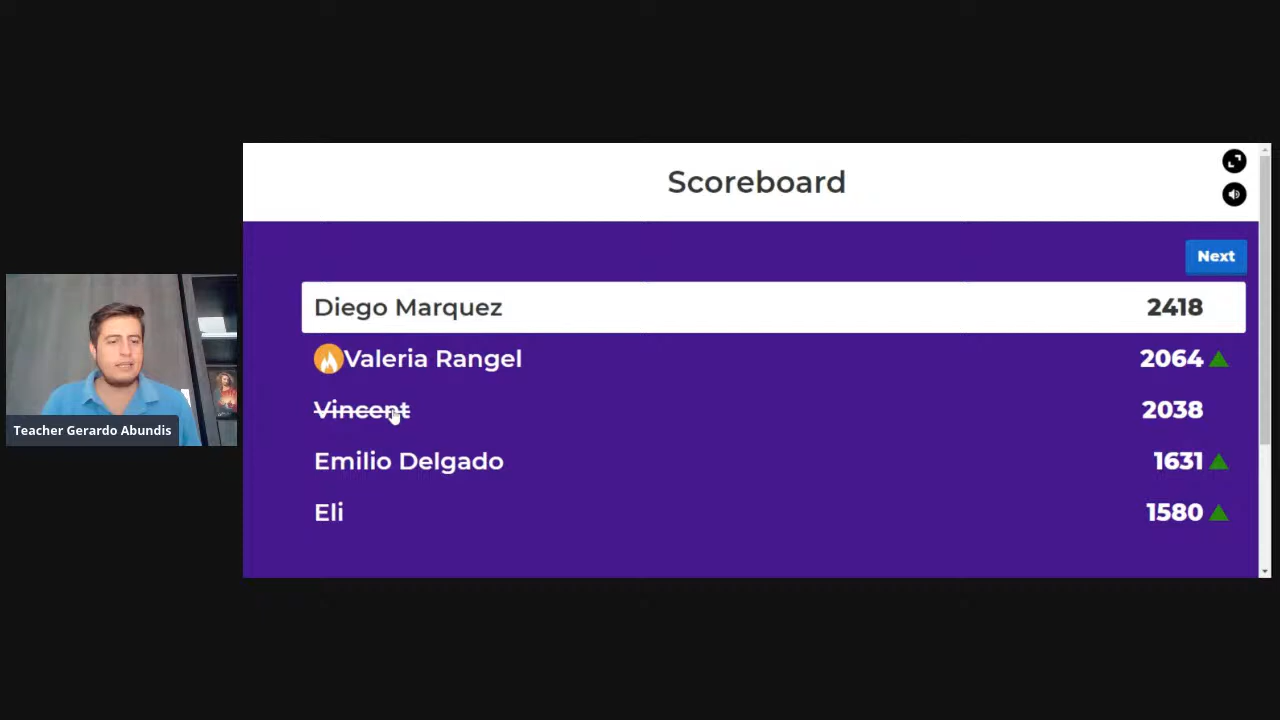 Scoreboard
Next
Diego Marquez 2418
Valeria Rangel 2064
Vincent 2038
Emilio Delgado 1631
Eli 1580
Teacher Gerardo Abundis